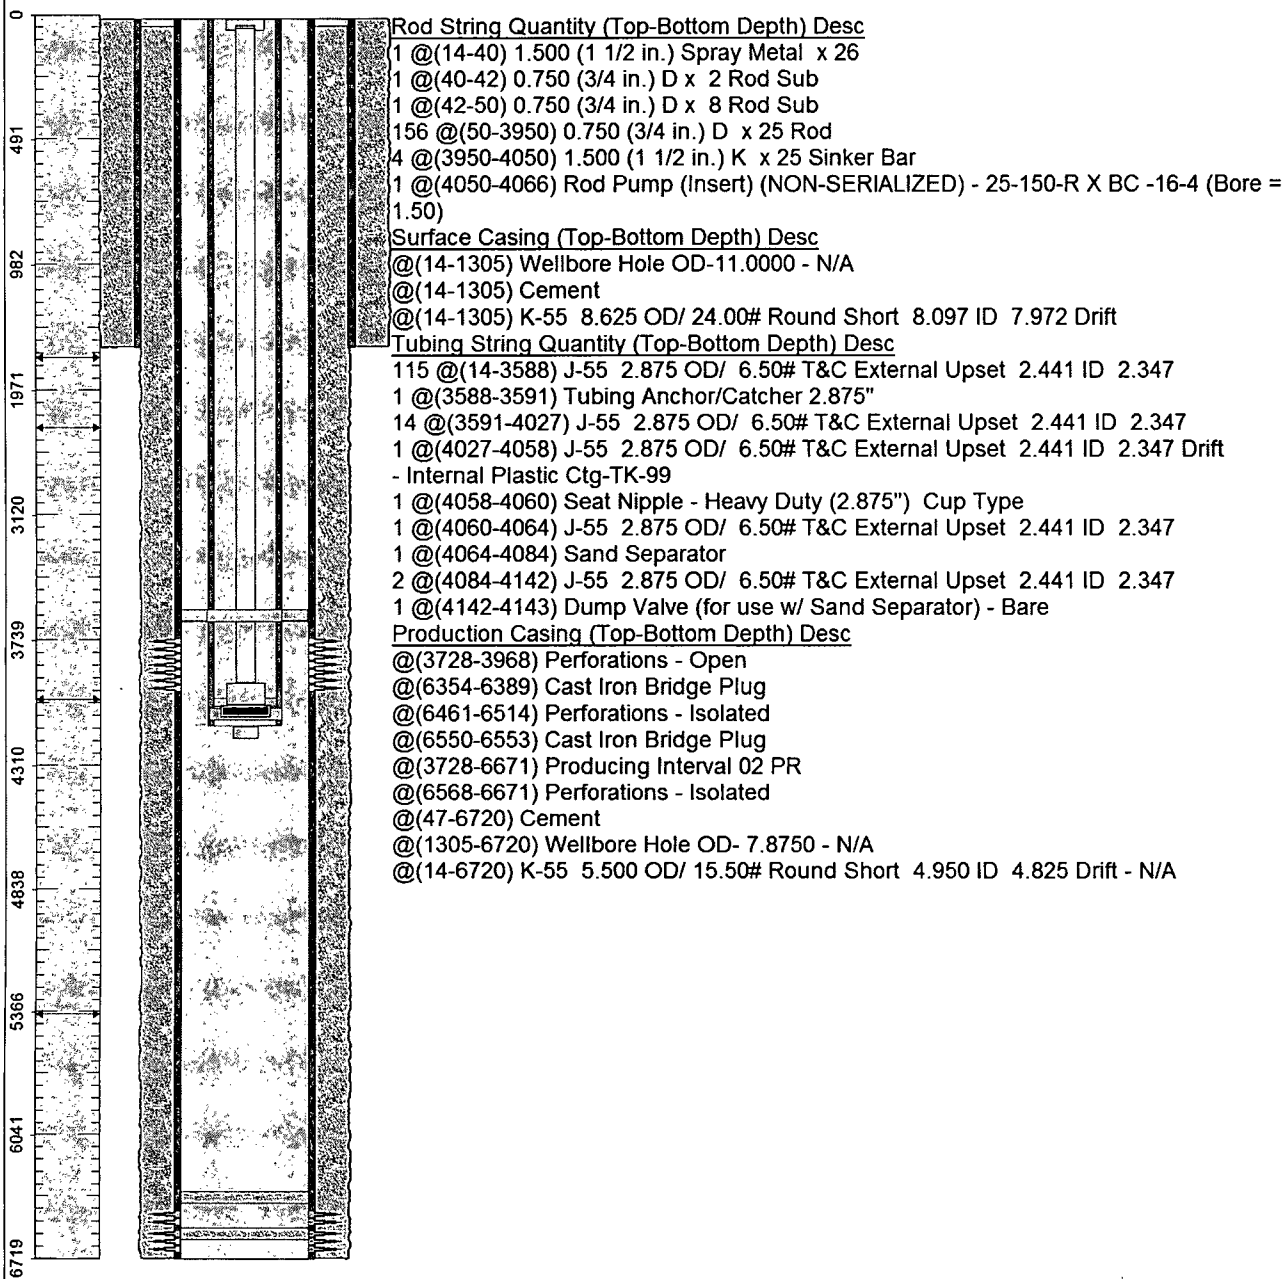 0
491
982
1971
3120
3739
4310
4838
5366
6041
6719
Rod String Quantity (Top-Bottom Depth) Desc
1 @(14-40) 1.500 (1 1/2 in.) Spray Metal x 26
1 @(40-42) 0.750 (3/4 in.) D x 2 Rod Sub
1 @(42-50) 0.750 (3/4 in.) D x 8 Rod Sub
156 @(50-3950) 0.750 (3/4 in.) D x 25 Rod
4 @(3950-4050) 1.500 (1 1/2 in.) K x 25 Sinker Bar
1 @(4050-4066) Rod Pump (Insert) (NON-SERIALIZED) - 25-150-R X BC -16-4 (Bore =
1.50)
Surface Casing (Top-Bottom Depth) Desc
@(14-1305) Wellbore Hole OD-11.0000 - N/A
@(14-1305) Cement
@(14-1305) K-55 8.625 OD/ 24.00# Round Short 8.097 ID 7.972 Drift
Tubing String Quantity (Top-Bottom Depth) Desc
115 @(14-3588) J-55 2.875 OD/ 6.50# T&C External Upset 2.441 ID 2.347
1 @(3588-3591) Tubing Anchor/Catcher 2.875"
14 @(3591-4027) J-55 2.875 OD/ 6.50# T&C External Upset 2.441 ID 2.347
1 @(4027-4058) J-55 2.875 OD/ 6.50# T&C External Upset 2.441 ID 2.347 Drift
- Internal Plastic Ctg-TK-99
1 @(4058-4060) Seat Nipple - Heavy Duty (2.875") Cup Type
1 @(4060-4064) J-55 2.875 OD/ 6.50# T&C External Upset 2.441 ID 2.347
1 @(4064-4084) Sand Separator
2 @(4084-4142) J-55 2.875 OD/ 6.50# T&C External Upset 2.441 ID 2.347
1 @(4142-4143) Dump Valve (for use w/ Sand Separator) - Bare
Production Casing (Top-Bottom Depth) Desc
@(3728-3968) Perforations - Open
@(6354-6389) Cast Iron Bridge Plug
@(6461-6514) Perforations - Isolated
@(6550-6553) Cast Iron Bridge Plug
@(3728-6671) Producing Interval 02 PR
@(6568-6671) Perforations - Isolated
@(47-6720) Cement
@(1305-6720) Wellbore Hole OD- 7.8750 - N/A
@(14-6720) K-55 5.500 OD/ 15.50# Round Short 4.950 ID 4.825 Drift - N/A